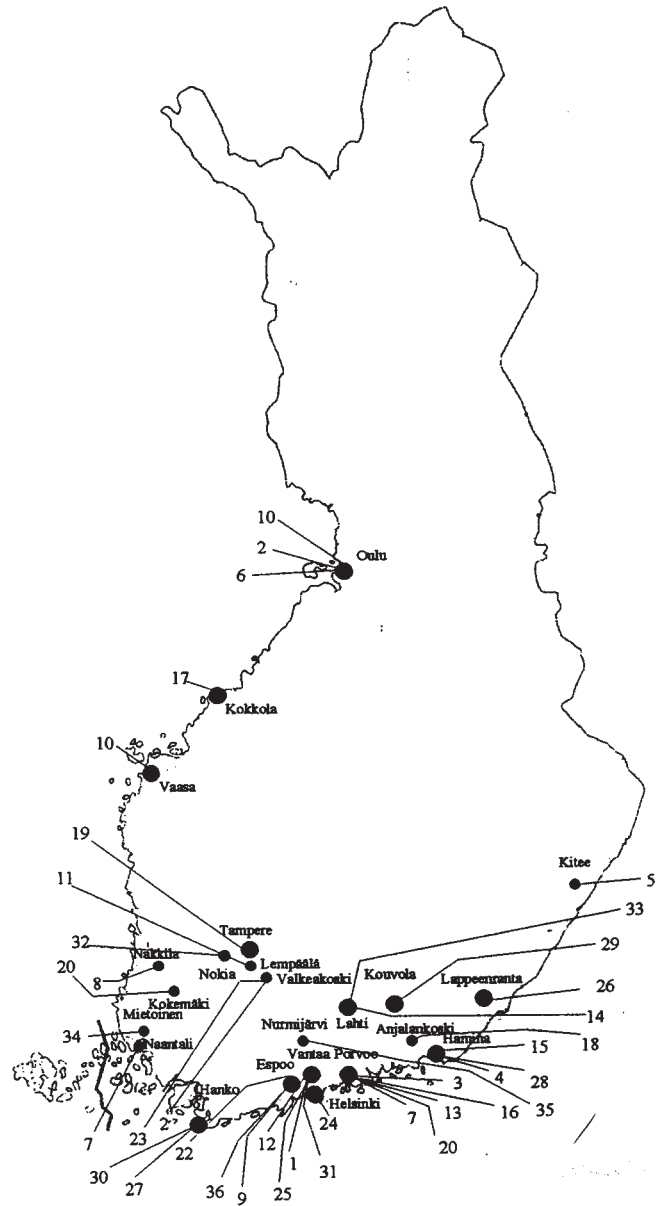 10
2
Oulu
6
17
Kokkola
10
Vaasa
19
Kitee
11
5
33
Tampere
32
29
Nakkila
Lempäälä
Kouvola
Lappeenranta
20
8
Nokia
Valkeakoski
26
Kokemäki
Lahti
14
Mietoinen
Nurmijärvi
Anjalankoski
34
Naantali
Hamina
15
18
Vantaa
Porvoo
Espoo
4
28
Hanko
3
Helsinki
7
23
2
24
7
13
16
35
30
22
12
20
27
36
9
25
1
31